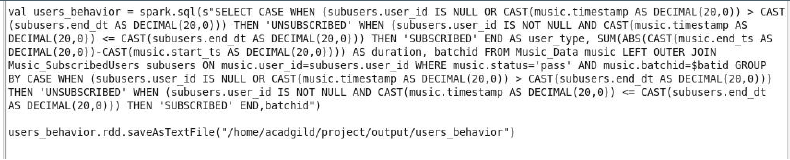 val users_behavior = spark.sql(s"SELECT CASE WHEN (subusers.user_id IS NULL OR CAST(music.timestamp AS DECIMAL(20,0)) > CAST
(subusers.end_dt AS DECIMAL(20,0))) THEN 'UNSUBSCRIBED' WHEN (subusers.user_id IS NOT NULL AND CAST(music.timestamp AS
DECIMAL(20,0)) <= CAST(subusers.end_dt AS DECIMAL(20,0))) THEN 'SUBSCRIBED' END AS user_type, SUM(ABS(CAST(music.end_ts AS
DECIMAL(20,0))-CAST(music.start_ts AS DECIMAL(20,0)))) AS duration, batchid FROM Music_Data music LEFT OUTER JOIN
Music_SubscribedUsers subusers ON music.user_id=subusers.user_id WHERE music.status='pass' AND music.batchid=$batid GROUP
BY CASE WHEN (subusers.user_id IS NULL OR CAST(music.timestamp AS DECIMAL(20,0)) > CAST(subusers.end_dt AS DECIMAL(20,0)))
THEN 'UNSUBSCRIBED' WHEN (subusers.user_id IS NOT NULL AND CAST(music.timestamp AS DECIMAL(20,0)) <= CAST(subusers.end_dt
AS DECIMAL(20,0))) THEN 'SUBSCRIBED' END,batchid")
users_behavior.rdd.saveAsTextFile("/home/acadgild/project/output/users_behavior")